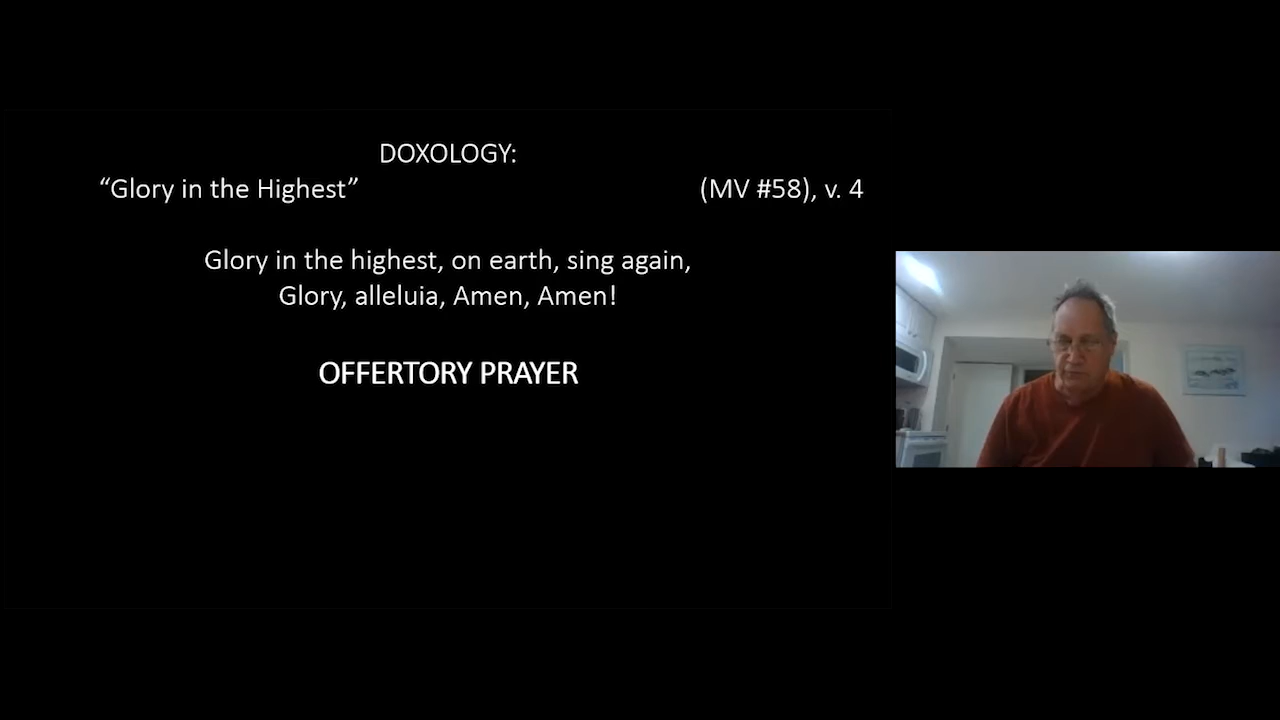 DOXOLOGY:
“Glory in the Highest” (MV #58), v. 4
Glory in the highest, on earth, sing again,
Glory, alleluia, Amen, Amen!
OFFERTORY PRAYER